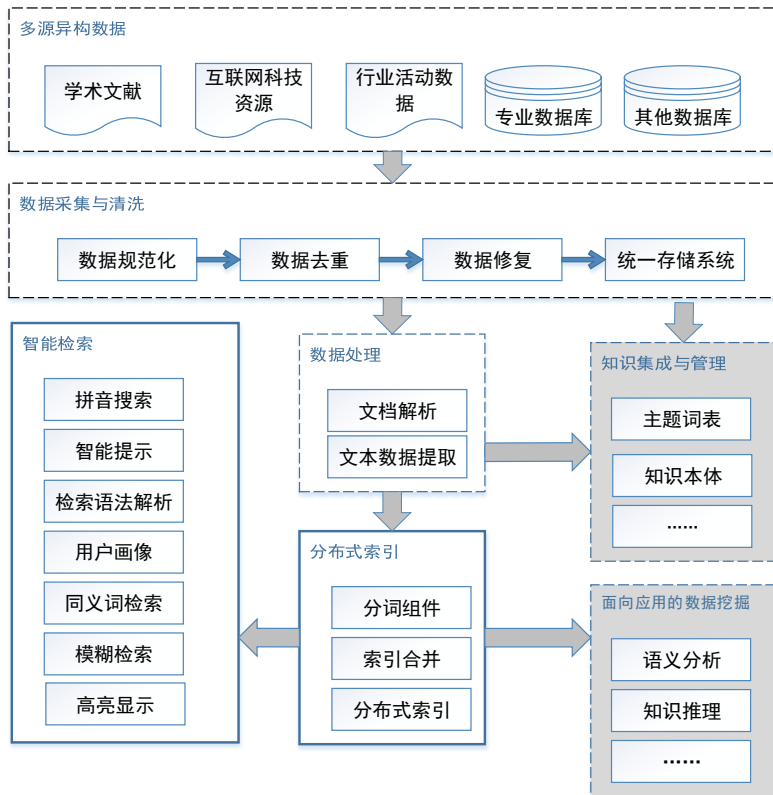 多源异构数据
学术文献
互联网科技
资源
行业活动数
据
专业数据库
其他数据库
数据采集与清洗
数据规范化
数据去重
数据修复
统一存储系统
智能检索
拼音搜索
智能提示
检索语法解析
用户画像
同义词检索
模糊检索
高亮显示
数据处理
文档解析
文本数据提取
分布式索引
分词组件
索引合并
分布式索引
知识集成与管理
主题词表
知识本体
……
面向应用的数据挖掘
语义分析
知识推理
……